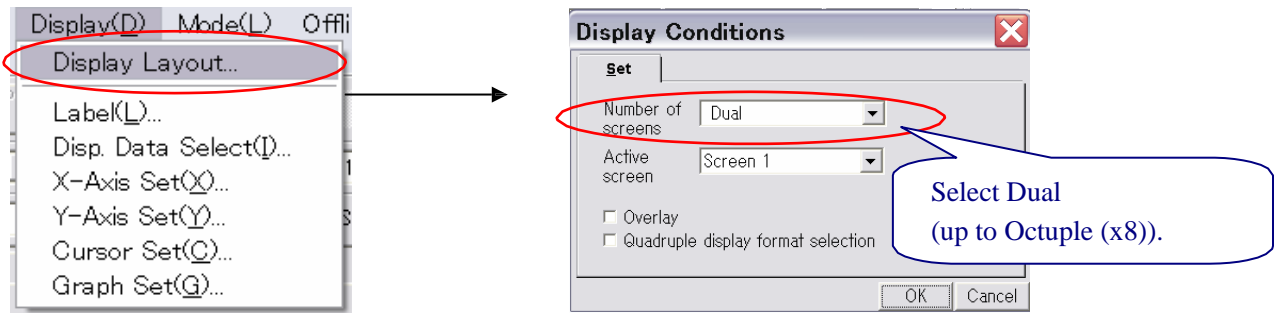 Display(D) Mode(L) Offli
Display Layout...
Label(L)...
Disp. Data Select(I)...
X-Axis Set(X)...
Y-Axis Set(Y)...
Cursor Set(C)...
Graph Set(G)...
Display Conditions
Set
Number of screens Dual
Active screen Screen 1
Overlay
Quadruple display format selection
OK Cancel
Select Dual
(up to Octuple (x8)).